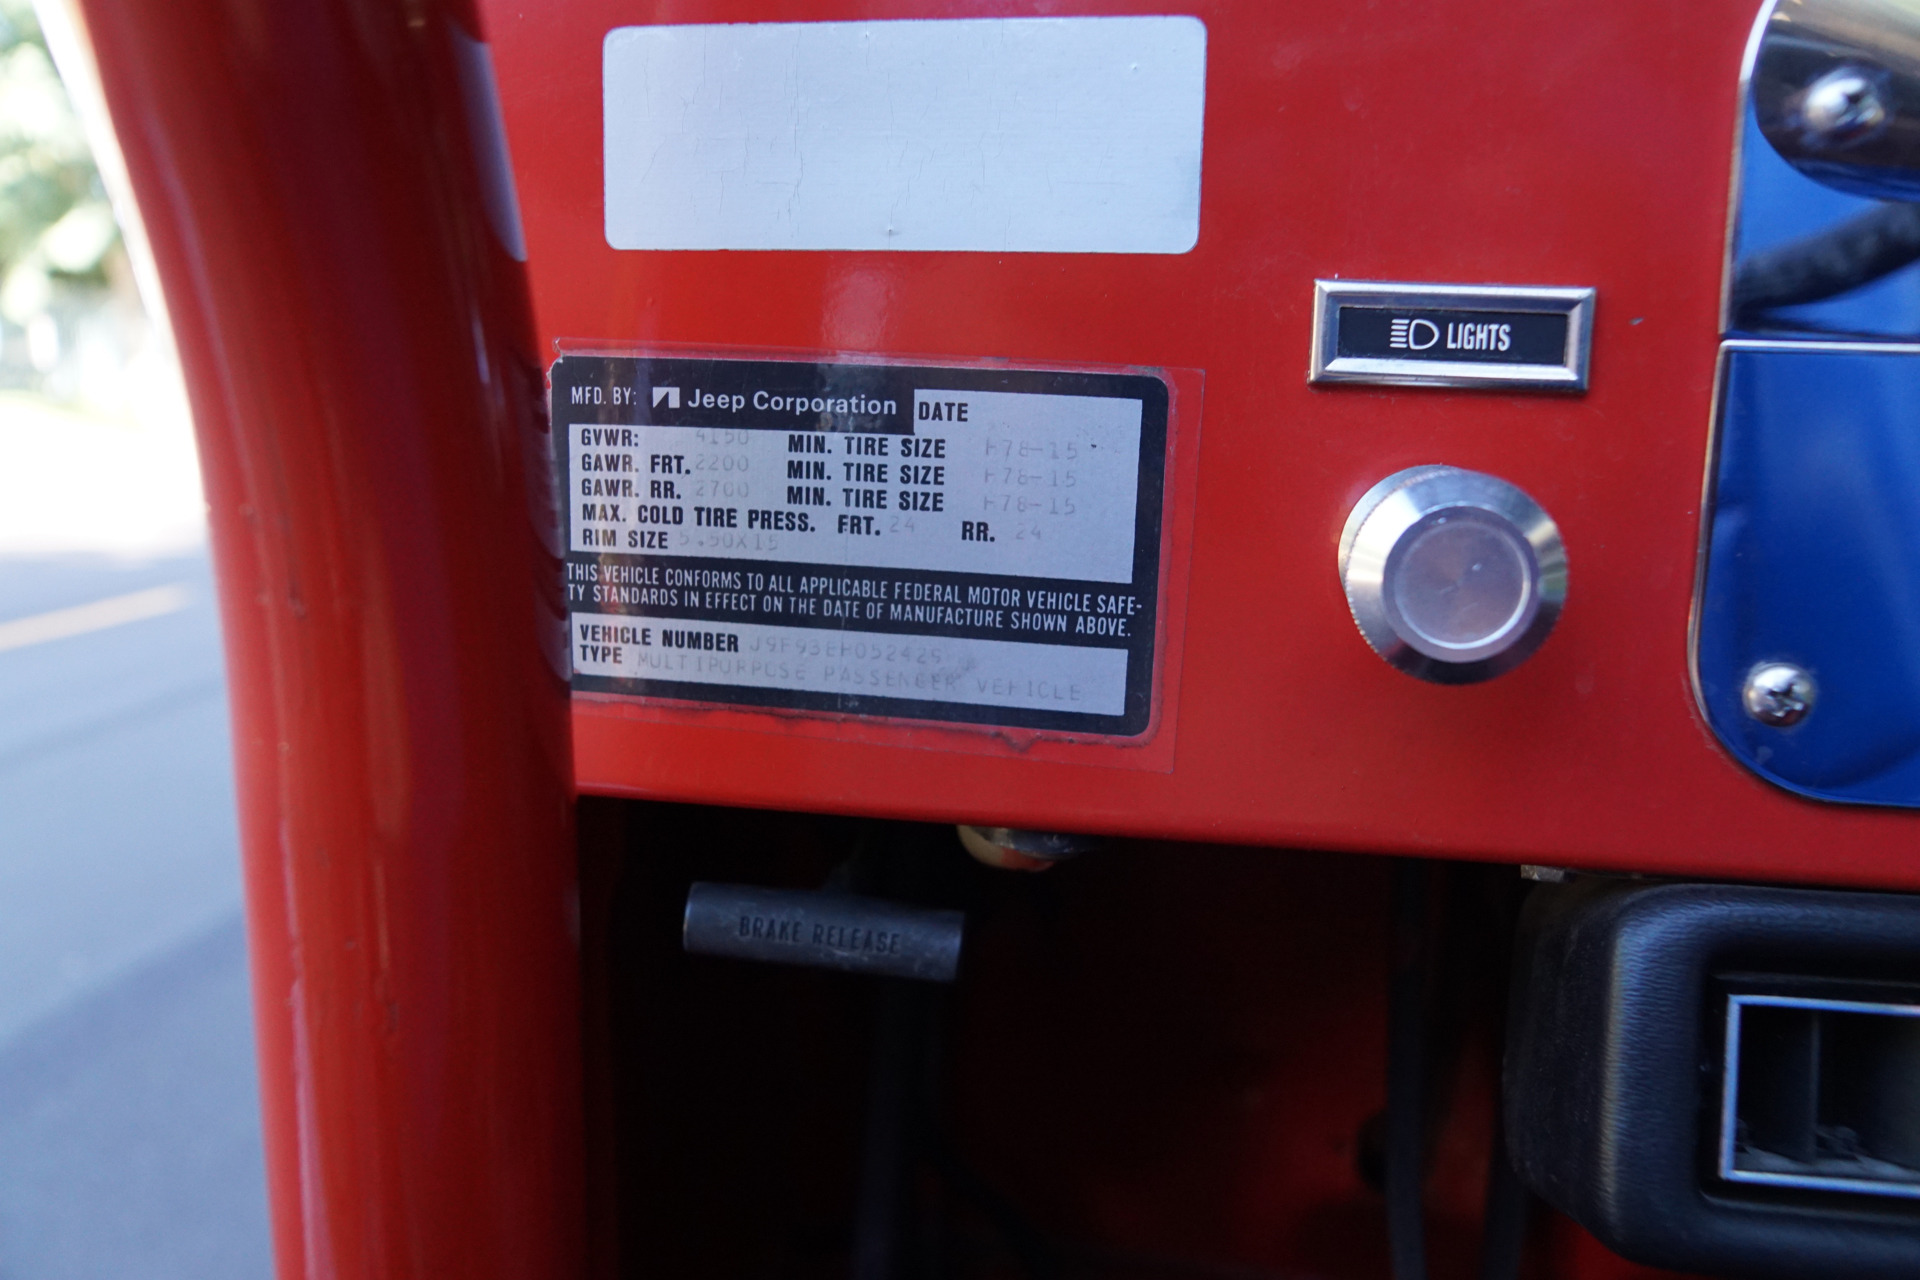 MFD. BY: Jeep Corporation DATE
GVWR: 4150 MIN. TIRE SIZE H78-15
GAWR. FRT. 2200 MIN. TIRE SIZE H78-15
GAWR. RR. 2700 MIN. TIRE SIZE H78-15
MAX. COLD TIRE PRESS. FRT. 24 RR. 24
RIM SIZE 5.50X15
THIS VEHICLE CONFORMS TO ALL APPLICABLE FEDERAL MOTOR VEHICLE SAFE-
TY STANDARDS IN EFFECT ON THE DATE OF MANUFACTURE SHOWN ABOVE.
VEHICLE NUMBER
TYPE MULTIPURPOSE PASSENGER VEHICLE
LIGHTS
BRAKE RELEASE